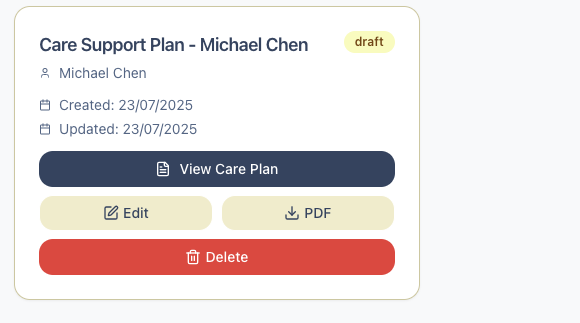 Care Support Plan - Michael Chen
draft
Michael Chen
Created: 23/07/2025
Updated: 23/07/2025
View Care Plan
Edit
PDF
Delete